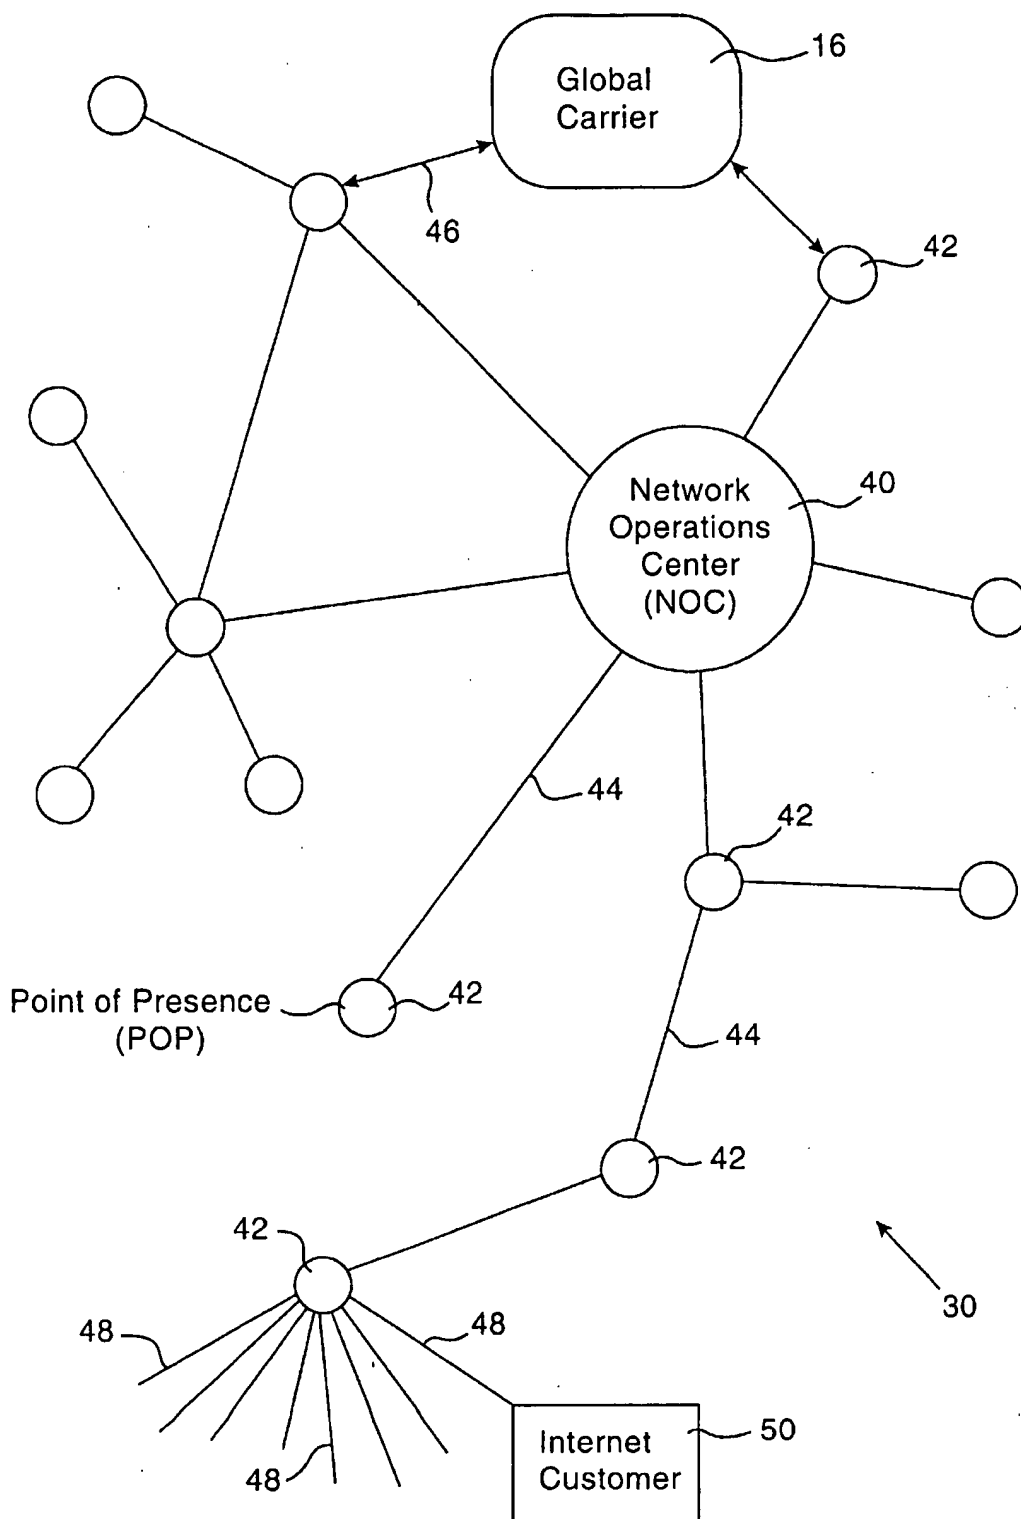 16
Global
Carrier
46
42
40
Network
Operations
Center
(NOC)
44
42
Point of Presence
(POP)
42
44
42
42
30
48
48
48
50
Internet
Customer